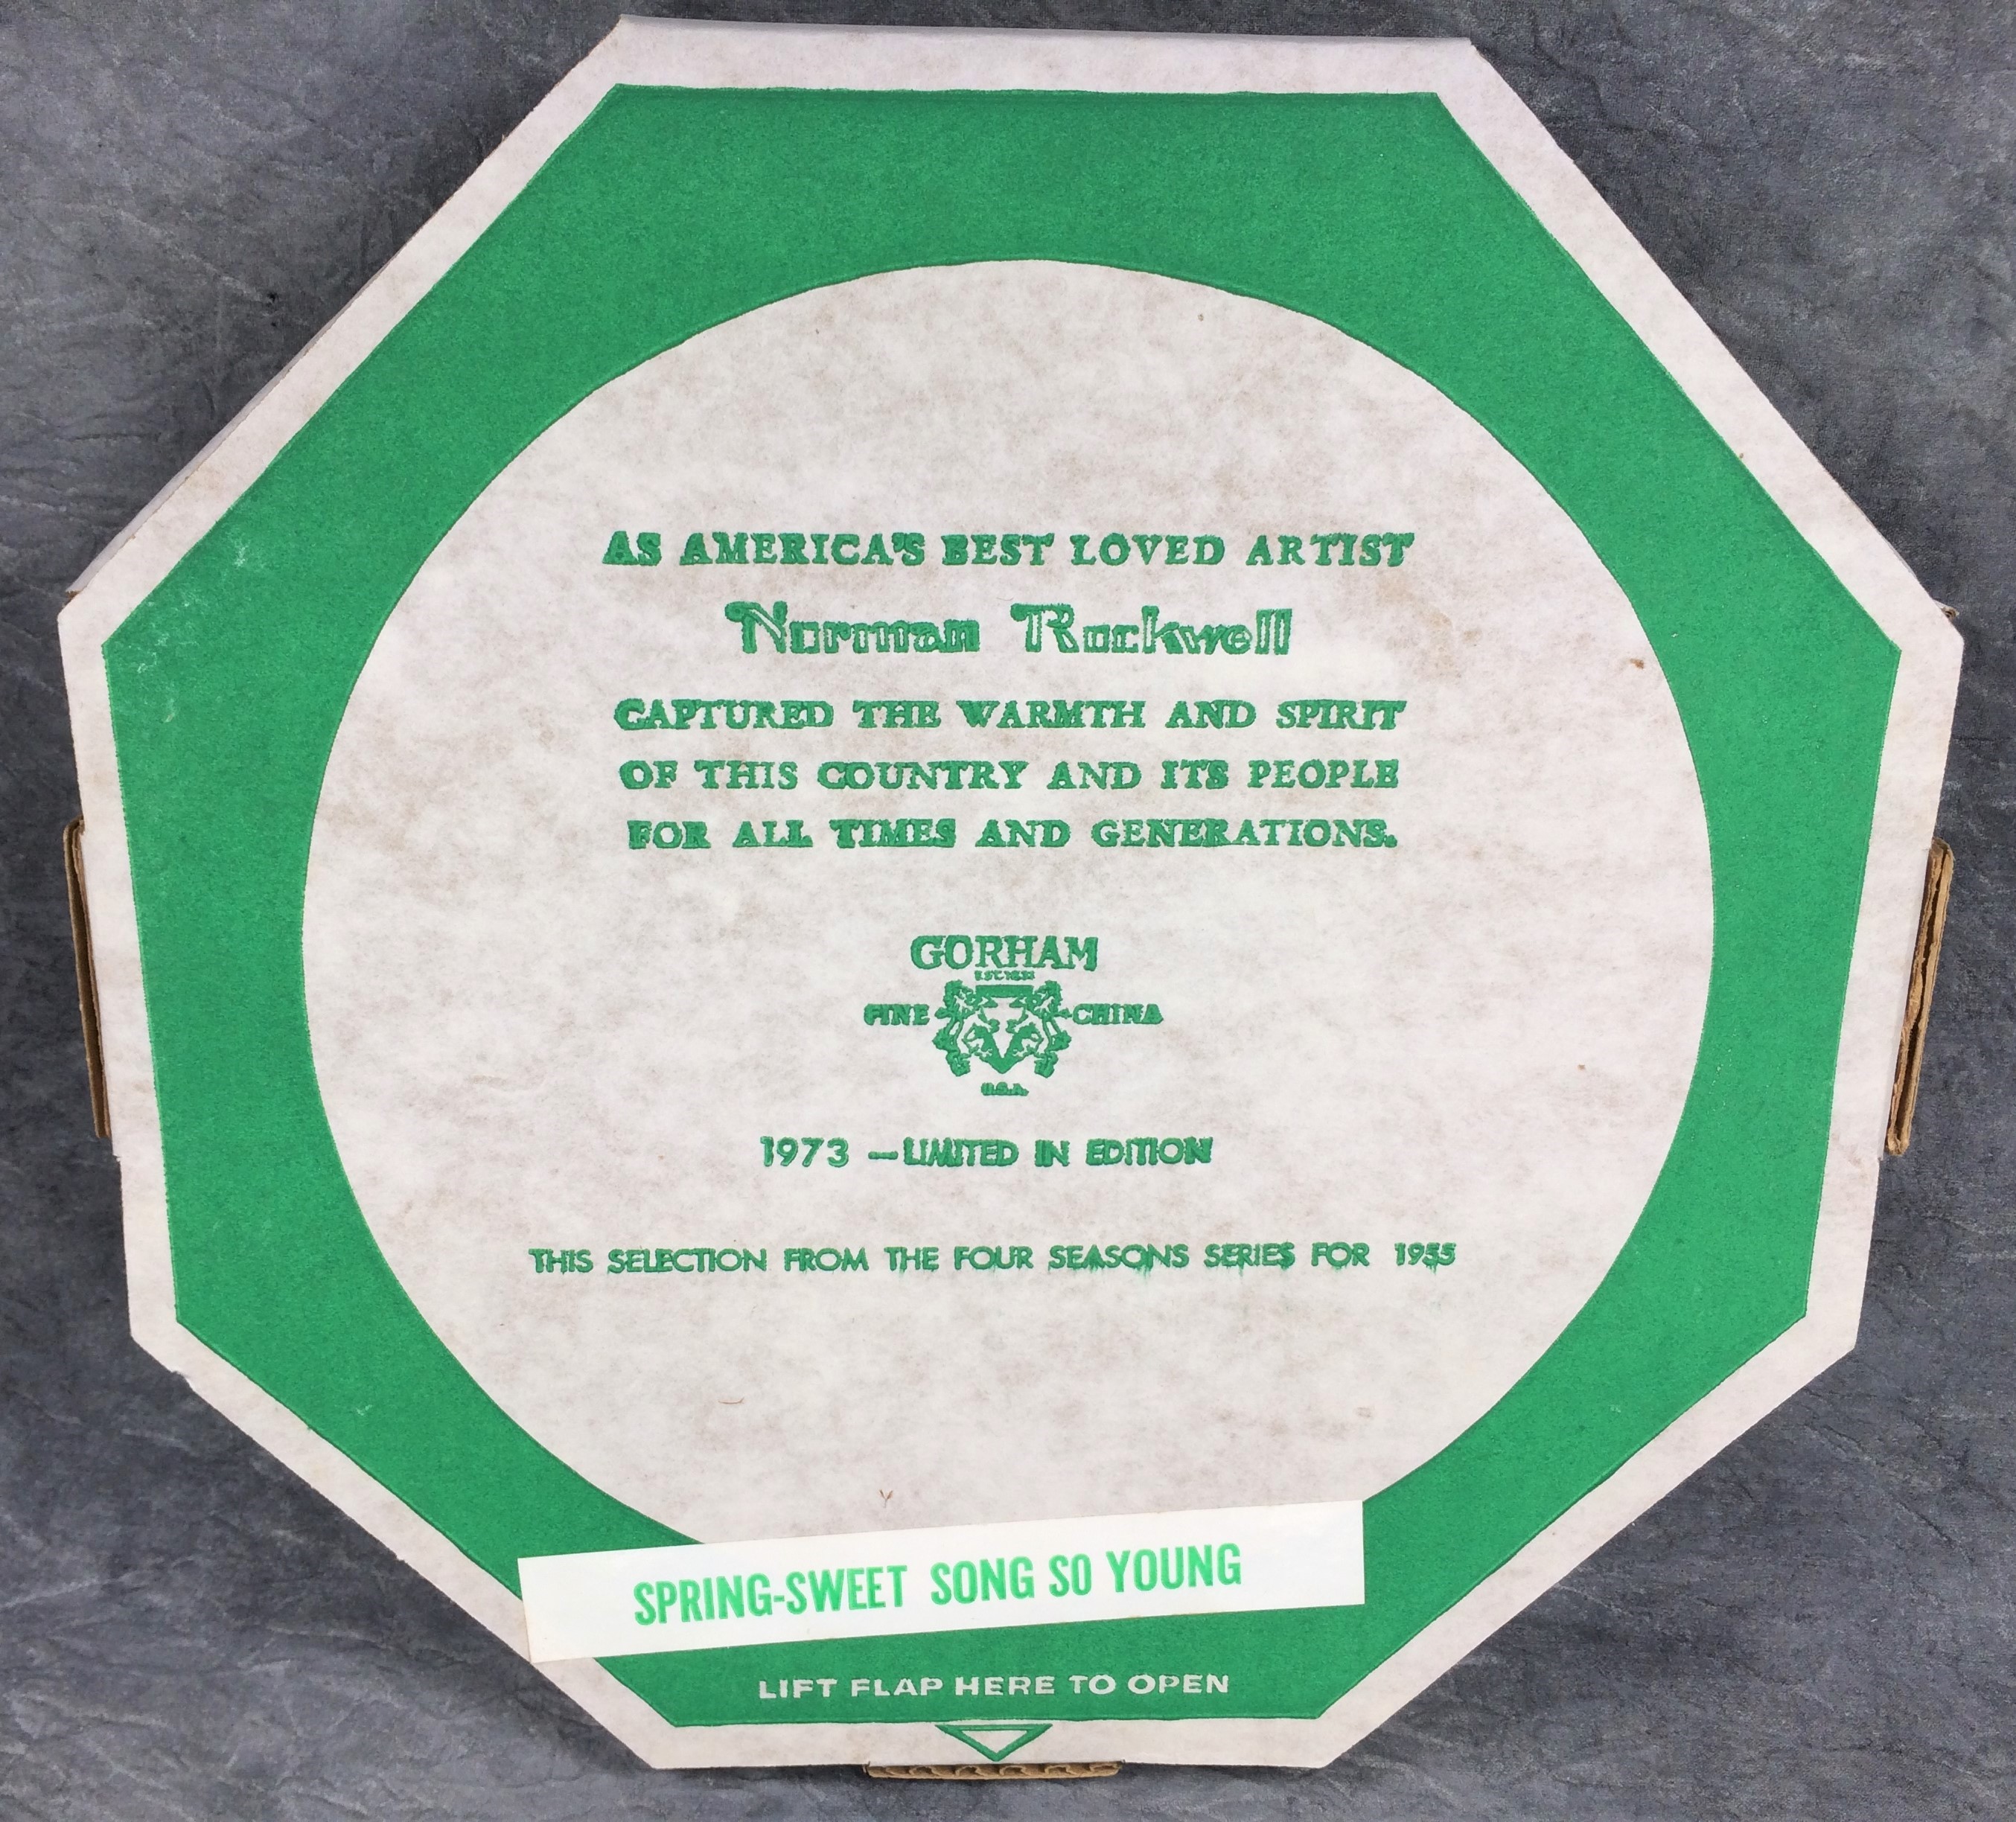 AS AMERICA'S BEST LOVED ARTIST
Norman Rockwell
CAPTURED THE WARMTH AND SPIRIT
OF THIS COUNTRY AND ITS PEOPLE
FOR ALL TIMES AND GENERATIONS.
GORHAM
EST. 1831
FINE CHINA
U.S.A.
1973 – LIMITED IN EDITION
THIS SELECTION FROM THE FOUR SEASONS SERIES FOR 1955
SPRING-SWEET SONG SO YOUNG
LIFT FLAP HERE TO OPEN